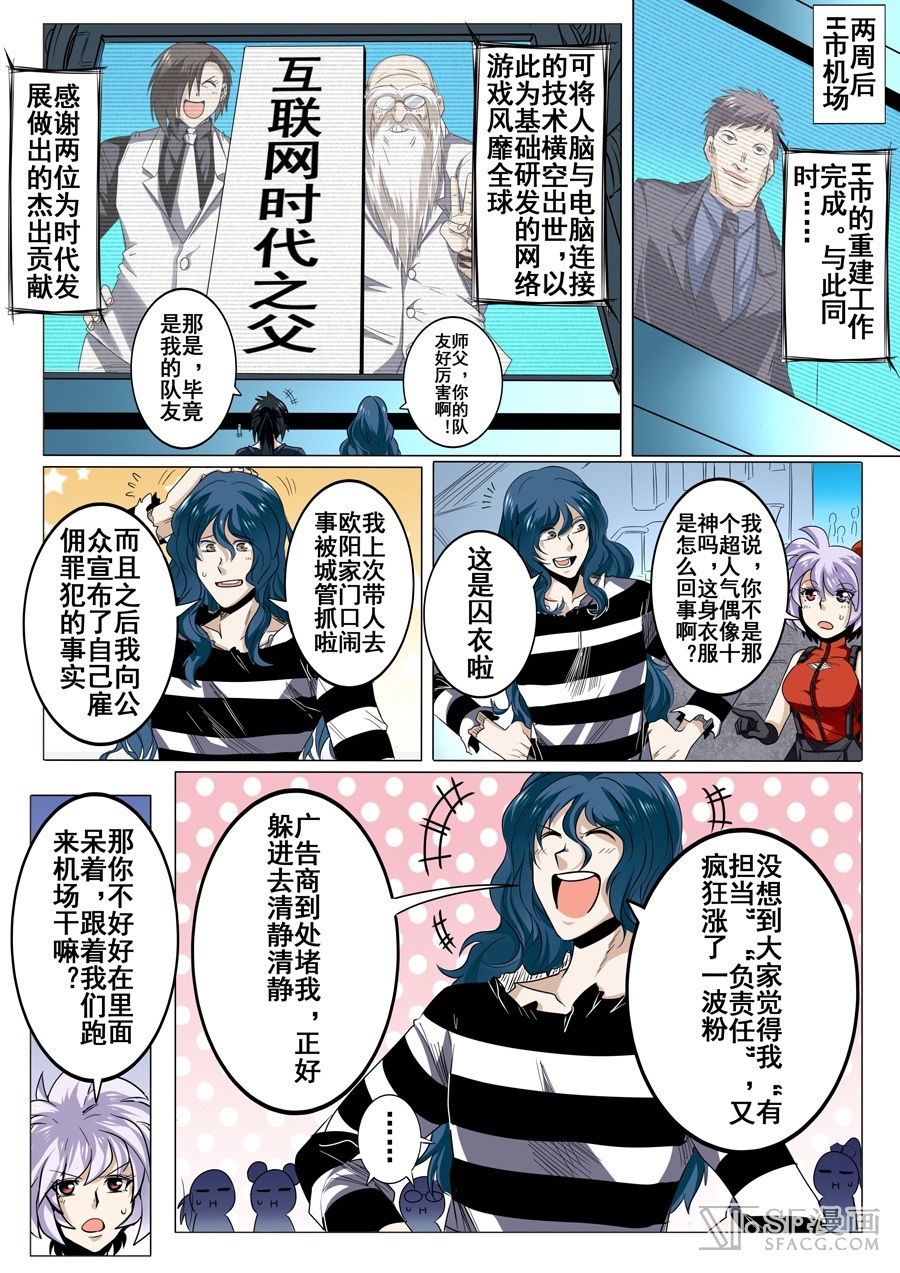 两周后
H市机场
H市的重建工作
完成。与此同
时……
可将人脑与电脑连接
的技术横空出世，以
此为基础研发的网络
游戏风靡全球
互联网时代之父
感谢两位为时代发
展做出的杰出贡献
师父，你的队
友好厉害啊！
那是，毕竟
是我的队友
我说，你不是那
个超人气偶像十
神吗，这身衣服
是怎么回事啊？
这是囚衣啦
我上次带人去
欧阳家门口闹
事被城管抓啦
而且之后我向公
众宣布了自己雇
佣罪犯的事实
没想到大家觉得我“有
担当”“负责任”，又
疯狂涨了一波粉
广告商到处堵我，正好
躲进去清静清静
……
那你不好好在里面
呆着，跟着我们跑
来机场干嘛？
SF漫画
SFACG.COM